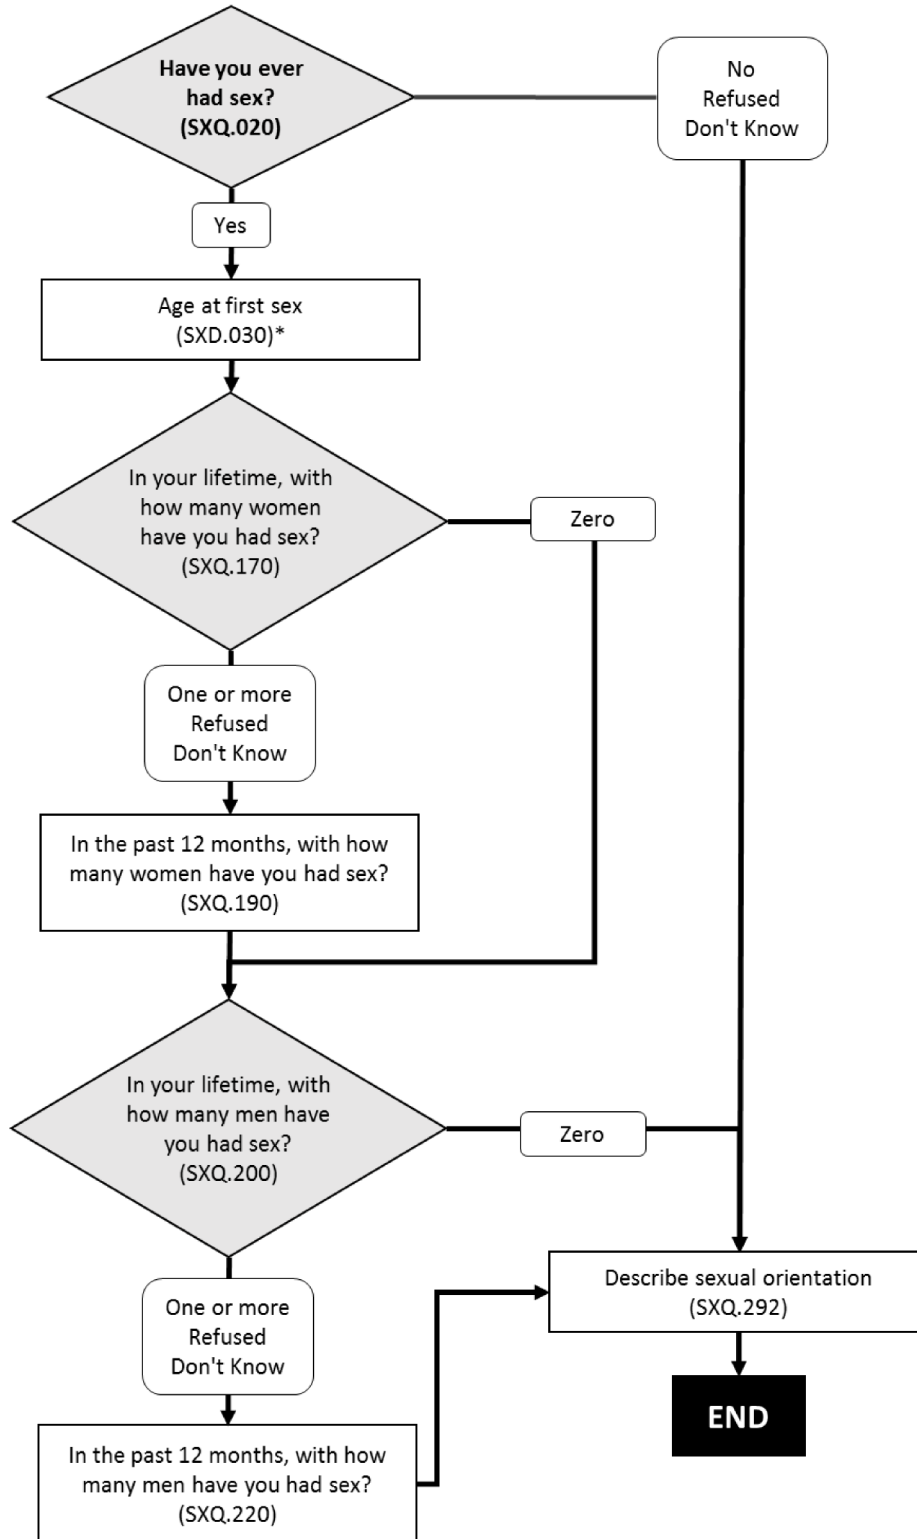 Have you ever
had sex?
(SXQ.020)
No
Refused
Don't Know
Yes
Age at first sex
(SXD.030)*
In your lifetime, with
how many women
have you had sex?
(SXQ.170)
Zero
One or more
Refused
Don't Know
In the past 12 months, with how
many women have you had sex?
(SXQ.190)
In your lifetime, with
how many men have
you had sex?
(SXQ.200)
Zero
Describe sexual orientation
(SXQ.292)
One or more
Refused
Don't Know
END
In the past 12 months, with how
many men have you had sex?
(SXQ.220)